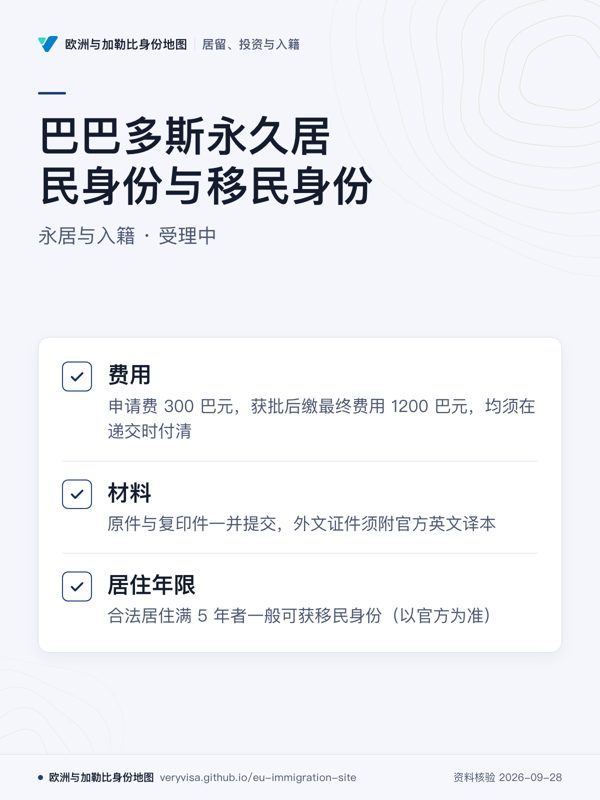 欧洲与加勒比身份地图 居留、投资与入籍
巴巴多斯永久居
民身份与移民身份
永居与入籍 · 受理中
费用
申请费 300 巴元，获批后缴最终费用 1200 巴元，均须在
递交时付清
材料
原件与复印件一并提交，外文证件须附官方英文译本
居住年限
合法居住满 5 年者一般可获移民身份（以官方为准）
欧洲与加勒比身份地图 veryvisa.github.io/eu-immigration-site 资料核验 2026-09-28